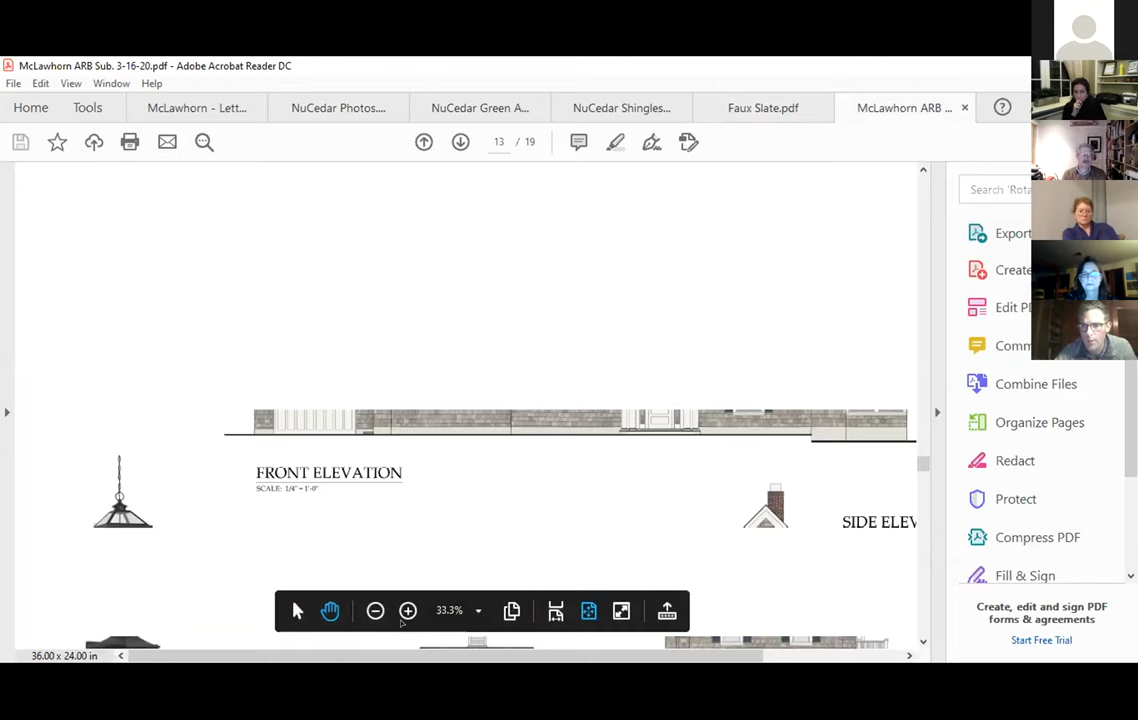 McLawhorn ARB Sub. 3-16-20.pdf - Adobe Acrobat Reader DC
File Edit View Window Help
Home Tools McLawhorn - Lett... NuCedar Photos.... NuCedar Green A... NuCedar Shingles... Faux Slate.pdf McLawhorn ARB ... × ?
13 / 19
Search 'Rota
Export
Create
Edit PD
Comm
Combine Files
Organize Pages
Redact
Protect
Compress PDF
Fill & Sign
FRONT ELEVATION
SCALE: 1/4" = 1'-0"
SIDE ELEV
33.3%
Create, edit and sign PDF
forms & agreements
Start Free Trial
36.00 x 24.00 in